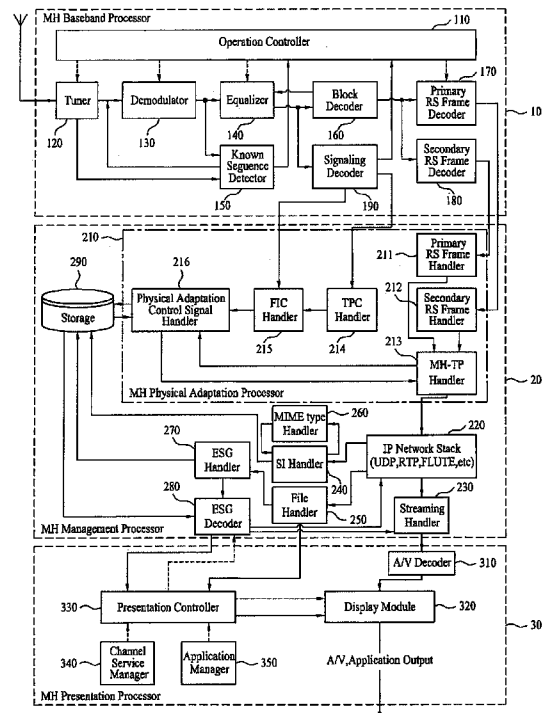 MH Baseband Processor
110
Operation Controller
170
Tuner
Demodulator
Equalizer
Block
Decoder
Primary
RS Frame
Decoder
10
120
130
140
160
Known
Seguence
Detector
Signaling
Decoder
Secondary
RS Frame
Decoder
150
190
180
210
290
216
211
Primary
RS Frame
Handler
Storage
Physical Adaptation
Control Signal
Handler
FIC
Handler
TPC
Handler
212
Secondary
RS Frame
Handler
215
214
213
MH-TP
Handler
20
MH Physical Adaptation Processor
MIME type
Handler
260
220
270
ESG
Handler
SI Handler
IP Network Stack
(UDP,RTP,FLUTE,etc)
240
280
File
Handler
230
ESG
Decoder
250
Streaming
Handler
MH Management Processor
A/V Decoder
310
330
Presentation Controller
Display Module
320
30
Channel
Service
Manager
Application
Manager
340
350
A/V,Application Output
MH Presentation Processor